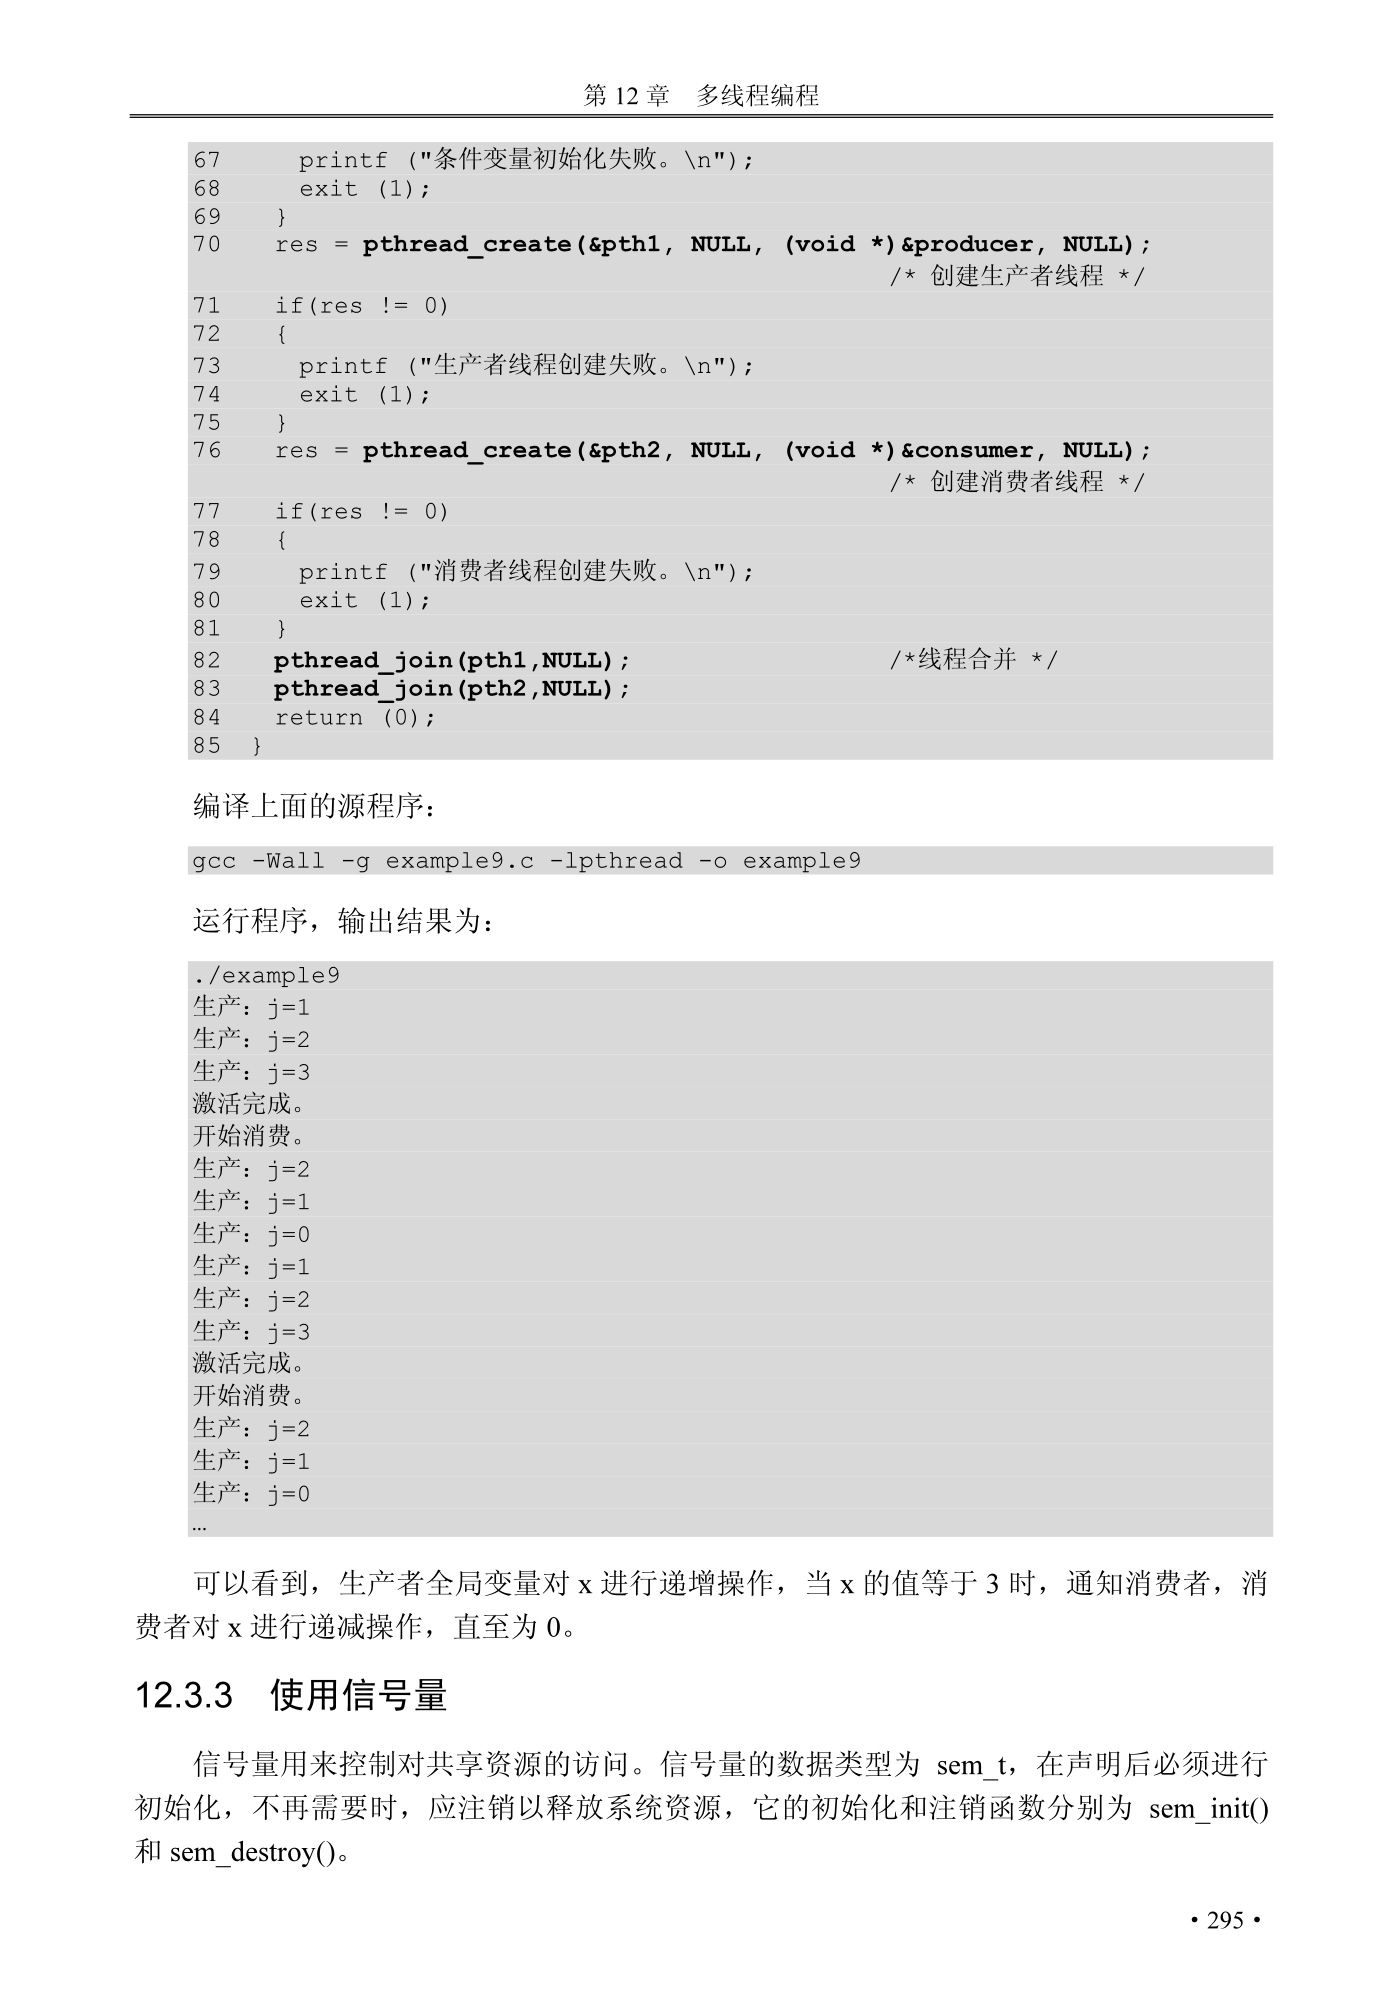 第 12 章　多线程编程
67    printf ("条件变量初始化失败。\n");
68    exit (1);
69   }
70   res = pthread_create(&pth1, NULL, (void *)&producer, NULL);
/* 创建生产者线程 */
71   if(res != 0)
72   {
73    printf ("生产者线程创建失败。\n");
74    exit (1);
75   }
76   res = pthread_create(&pth2, NULL, (void *)&consumer, NULL);
/* 创建消费者线程 */
77   if(res != 0)
78   {
79    printf ("消费者线程创建失败。\n");
80    exit (1);
81   }
82   pthread_join(pth1,NULL);    /*线程合并 */
83   pthread_join(pth2,NULL);
84   return (0);
85  }
编译上面的源程序：
gcc -Wall -g example9.c -lpthread -o example9
运行程序，输出结果为：
./example9
生产：j=1
生产：j=2
生产：j=3
激活完成。
开始消费。
生产：j=2
生产：j=1
生产：j=0
生产：j=1
生产：j=2
生产：j=3
激活完成。
开始消费。
生产：j=2
生产：j=1
生产：j=0
…
可以看到，生产者全局变量对 x 进行递增操作，当 x 的值等于 3 时，通知消费者，消
费者对 x 进行递减操作，直至为 0。
12.3.3　使用信号量
信号量用来控制对共享资源的访问。信号量的数据类型为 sem_t，在声明后必须进行
初始化，不再需要时，应注销以释放系统资源，它的初始化和注销函数分别为 sem_init()
和 sem_destroy()。
·295·